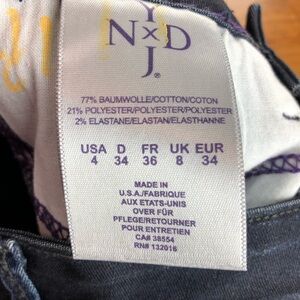 N Y D
X
J ®
77% BAUMWOLLE/COTTON/COTON
21% POLYESTER/POLYESTER/POLYESTER
2% ELASTANE/ELASTAN/ELASTHANNE
USA D FR UK EUR
4 34 36 8 34
MADE IN
U.S.A./FABRIQUE
AUX ETATS-UNIS
OVER FÜR
PFLEGE/RETOURNER
POUR ENTRETIEN
CA# 38554
RN# 132016